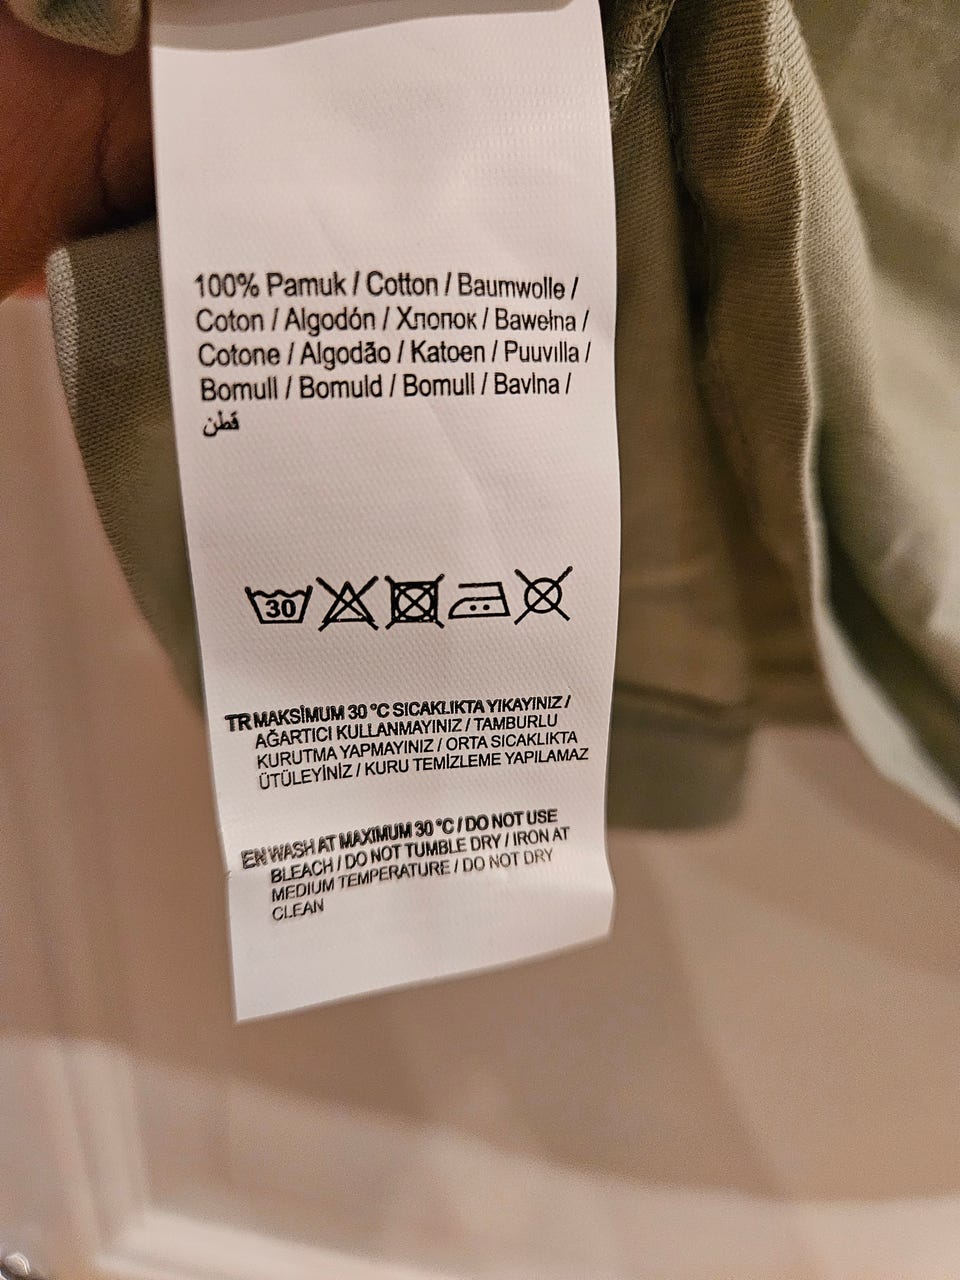 100% Pamuk / Cotton / Baumwolle /
Coton / Algodón / Хлопок / Bawełna /
Cotone / Algodão / Katoen / Puuvilla /
Bomull / Bomuld / Bomull / Bavlna /
قطن
30
TR MAKSİMUM 30 °C SICAKLIKTA YIKAYINIZ /
AĞARTICI KULLANMAYINIZ / TAMBURLU
KURUTMA YAPMAYINIZ / ORTA SICAKLIKTA
ÜTÜLEYİNİZ / KURU TEMİZLEME YAPILAMAZ
EN WASH AT MAXIMUM 30 °C / DO NOT USE
BLEACH / DO NOT TUMBLE DRY / IRON AT
MEDIUM TEMPERATURE / DO NOT DRY
CLEAN